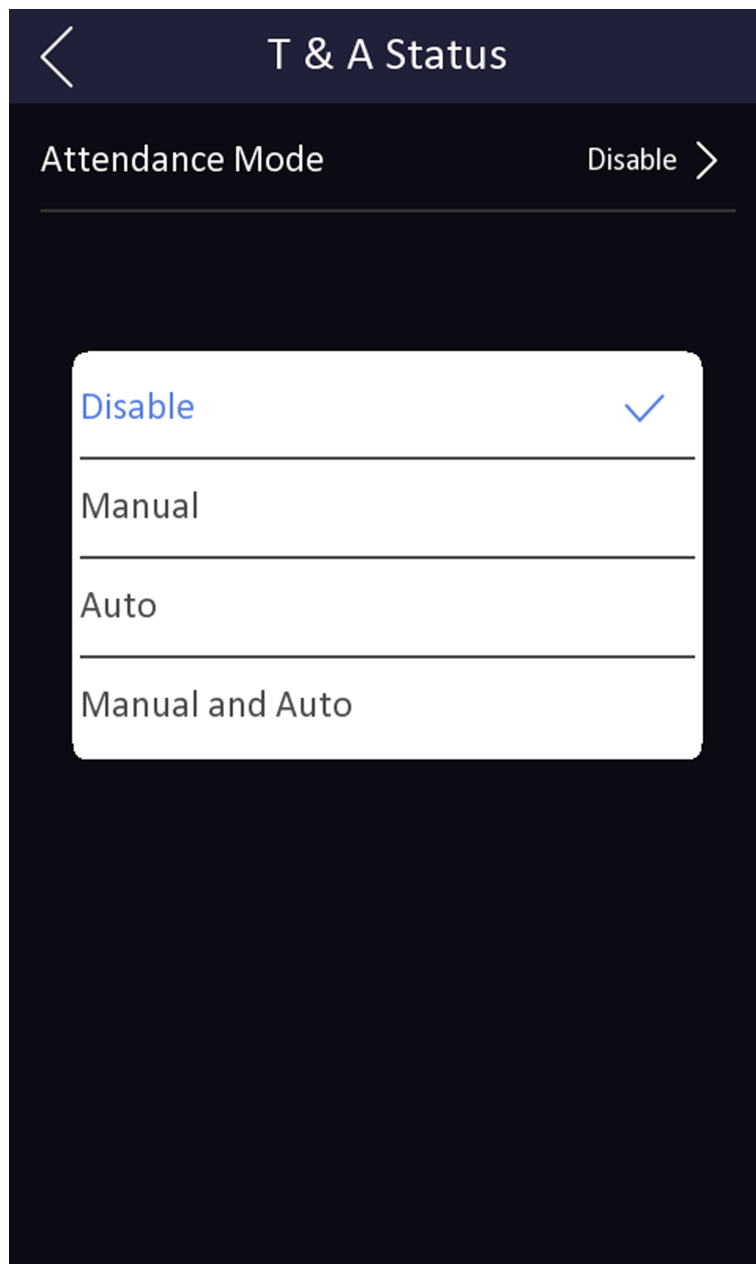 T & A Status
Attendance Mode Disable
Disable
Manual
Auto
Manual and Auto